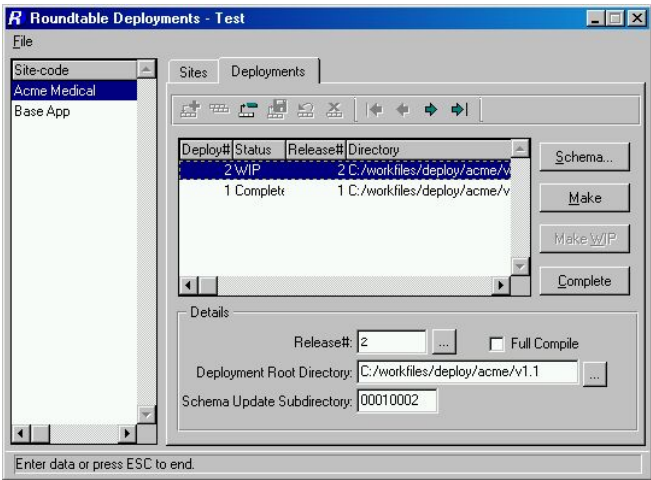 R Roundtable Deployments - Test
File
Site-code
Acme Medical
Base App
Sites Deployments
Deploy# Status Release# Directory
2 WIP 2 C:/workfiles/deploy/acme/v
1 Complete 1 C:/workfiles/deploy/acme/v
Schema...
Make
Make WIP
Complete
Details
Release#: 2 ... Full Compile
Deployment Root Directory: C:/workfiles/deploy/acme/v1.1 ...
Schema Update Subdirectory: 00010002
Enter data or press ESC to end.